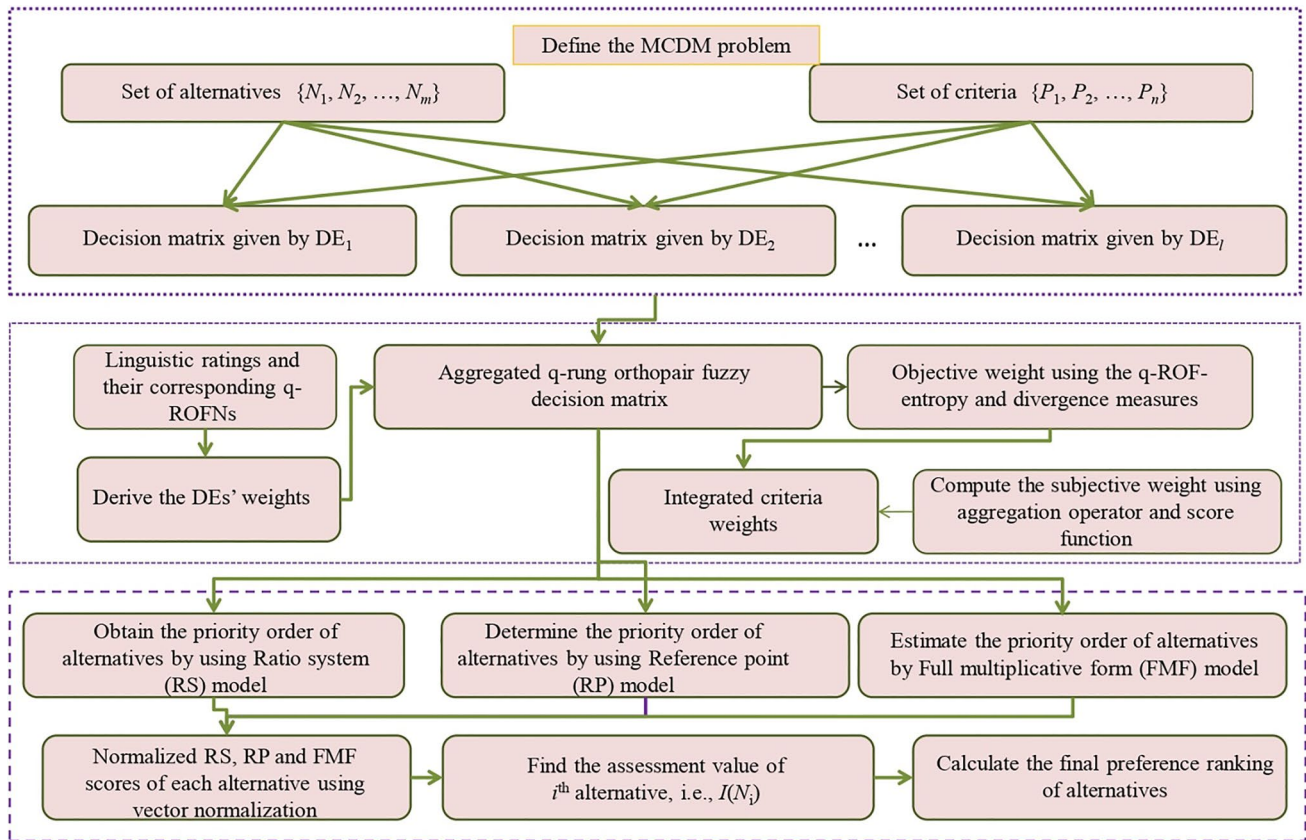 Define the MCDM problem
Set of alternatives {N₁, N₂, …, Nₘ}
Set of criteria {P₁, P₂, …, Pₙ}
Decision matrix given by DE₁
Decision matrix given by DE₂
...
Decision matrix given by DEₗ
Linguistic ratings and
their corresponding q-
ROFNs
Aggregated q-rung orthopair fuzzy
decision matrix
Objective weight using the q-ROF-
entropy and divergence measures
Derive the DEs’ weights
Integrated criteria
weights
Compute the subjective weight using
aggregation operator and score
function
Obtain the priority order of
alternatives by using Ratio system
(RS) model
Determine the priority order of
alternatives by using Reference point
(RP) model
Estimate the priority order of alternatives
by Full multiplicative form (FMF) model
Normalized RS, RP and FMF
scores of each alternative using
vector normalization
Find the assessment value of
iᵗʰ alternative, i.e., I(Nᵢ)
Calculate the final preference ranking
of alternatives